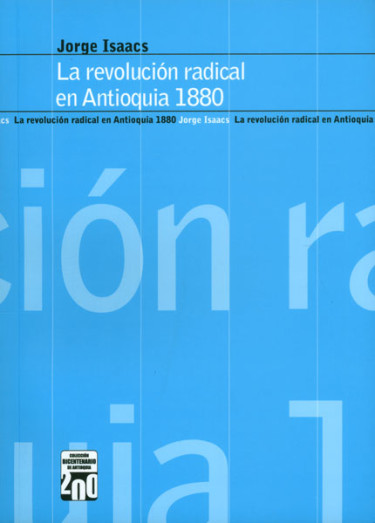 Jorge Isaacs
La revolución radical
en Antioquia 1880
acs La revolución radical en Antioquia 1880 Jorge Isaacs La revolución radical en Antioquia
ción ra
uia 1
COLECCIÓN
BICENTENARIO
DE ANTIOQUIA
200